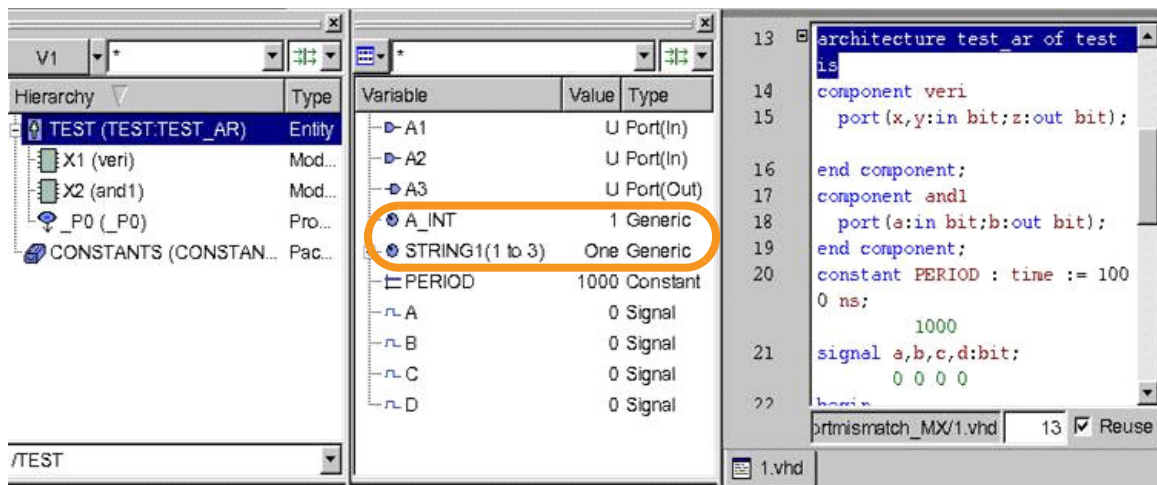 V1 *
Hierarchy Type
TEST (TEST:TEST_AR) Entity
X1 (veri) Mod...
X2 (and1) Mod...
_P0 (_P0) Pro...
CONSTANTS (CONSTAN... Pac...
/TEST
*
Variable Value Type
A1 U Port(In)
A2 U Port(In)
A3 U Port(Out)
A_INT 1 Generic
STRING1(1 to 3) One Generic
PERIOD 1000 Constant
A 0 Signal
B 0 Signal
C 0 Signal
D 0 Signal
13 architecture test_ar of test
is
14 component veri
15 port(x,y:in bit;z:out bit);
16 end component;
17 component and1
18 port(a:in bit;b:out bit);
19 end component;
20 constant PERIOD : time := 100
0 ns;
1000
21 signal a,b,c,d:bit;
0 0 0 0
22 begin
ortmismatch_MX/1.vhd 13 Reuse
1.vhd